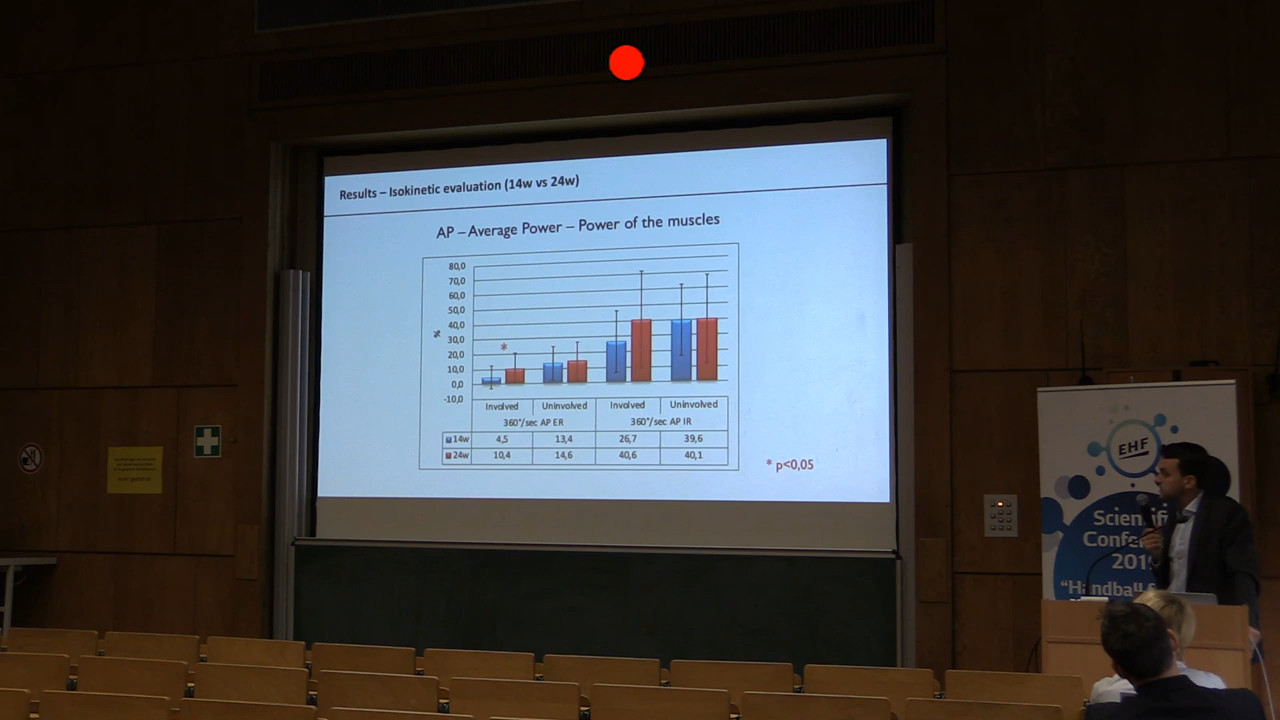 Results – Isokinetic evaluation (14w vs 24w)
AP – Average Power – Power of the muscles
80,0
70,0
60,0
50,0
40,0
30,0
20,0
10,0
0,0
-10,0
%
*
Involved Uninvolved Involved Uninvolved
360°/sec AP ER 360°/sec AP IR
14w 4,5 13,4 26,7 39,6
24w 10,4 14,6 40,6 40,1
* p<0,05
EHF
Scientif
Confe
2019
"Handball